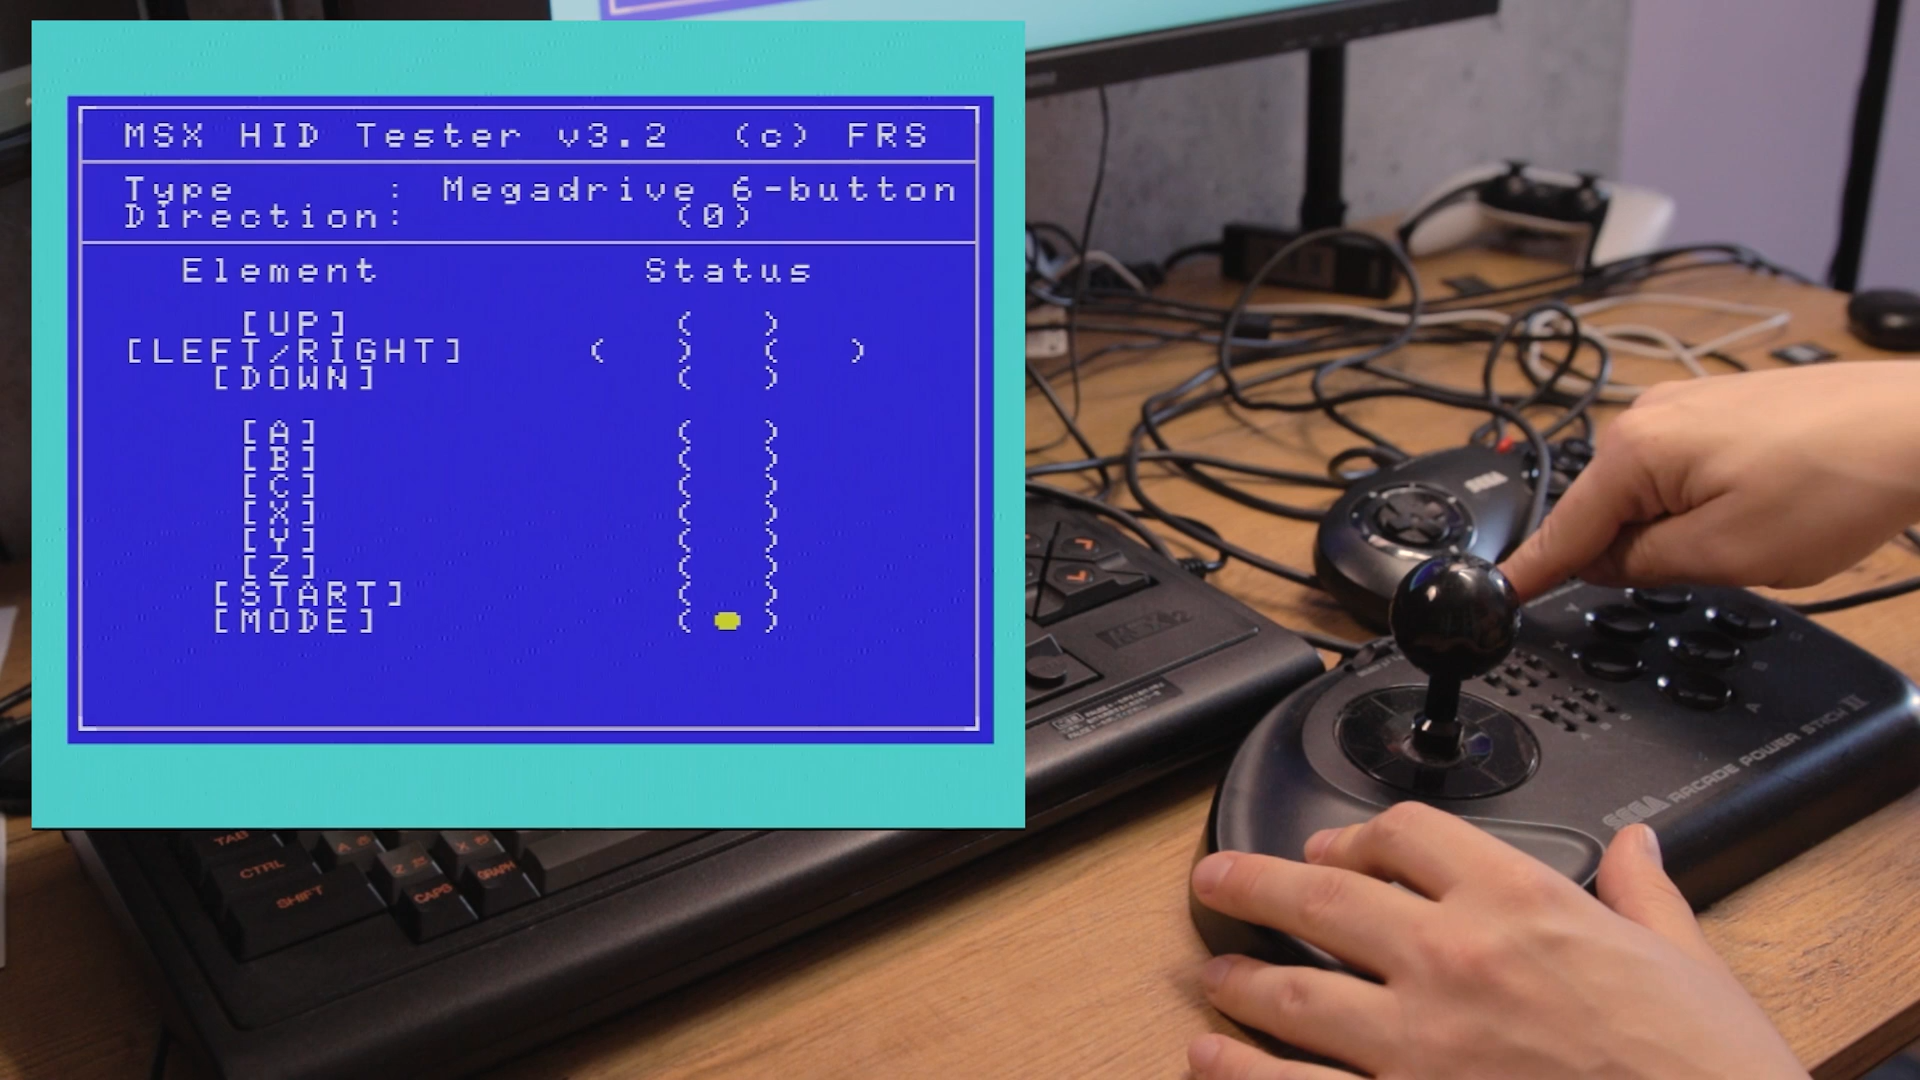 MSX HID Tester v3.2 (c) FRS
Type : Megadrive 6-button
Direction: (0)
Element Status
[UP] ( )
[LEFT/RIGHT] ( ) ( )
[DOWN] ( )
[A] ( )
[B] ( )
[C] ( )
[X] ( )
[Y] ( )
[Z] ( )
[START] ( )
[MODE] ( )
SEGA
SEGA ARCADE POWER STICK II
A
TAB
CTRL
SHIFT
A
Z
X
CAPS
GRAPH